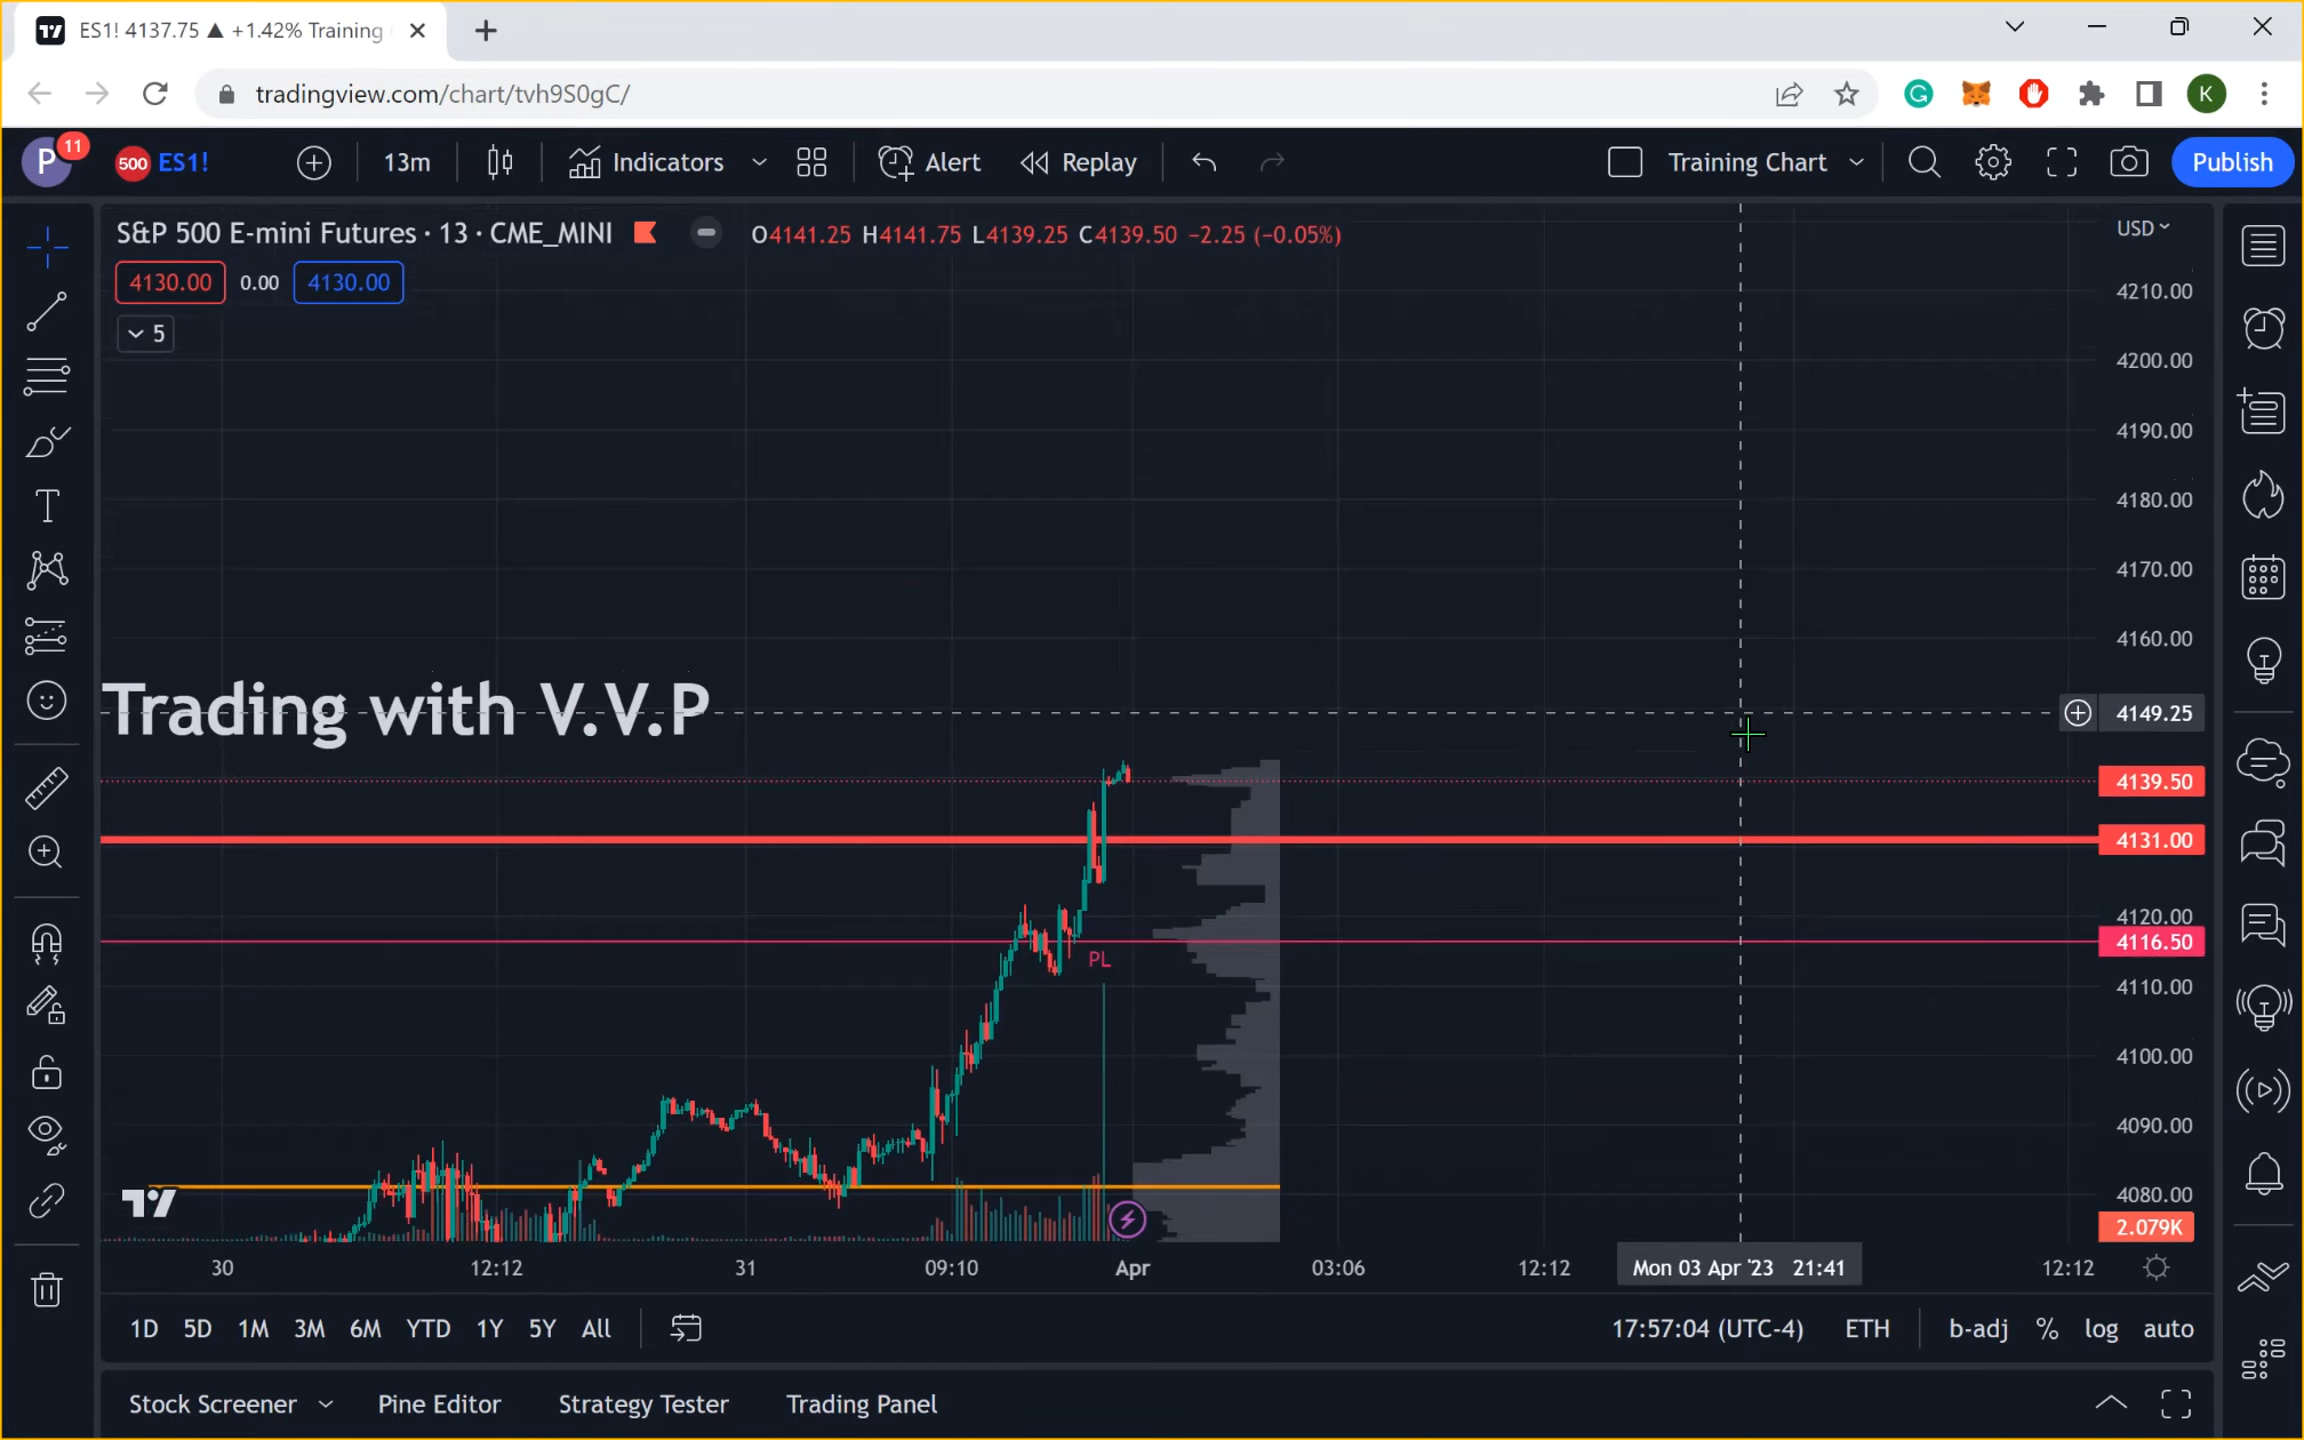 ES1! 4137.75 ▲ +1.42% Training
tradingview.com/chart/tvh9S0gC/
K
P 11 500 ES1! 13m Indicators Alert Replay Training Chart Publish
S&P 500 E-mini Futures · 13 · CME_MINI O4141.25 H4141.75 L4139.25 C4139.50 −2.25 (−0.05%)
USD
4130.00 0.00 4130.00
5
4210.00
4200.00
4190.00
4180.00
4170.00
4160.00
Trading with V.V.P
4149.25
4139.50
4131.00
4120.00
4116.50
PL
4110.00
4100.00
4090.00
4080.00
2.079K
30 12:12 31 09:10 Apr 03:06 12:12 Mon 03 Apr '23 21:41 12:12
1D 5D 1M 3M 6M YTD 1Y 5Y All 17:57:04 (UTC-4) ETH b-adj % log auto
Stock Screener Pine Editor Strategy Tester Trading Panel